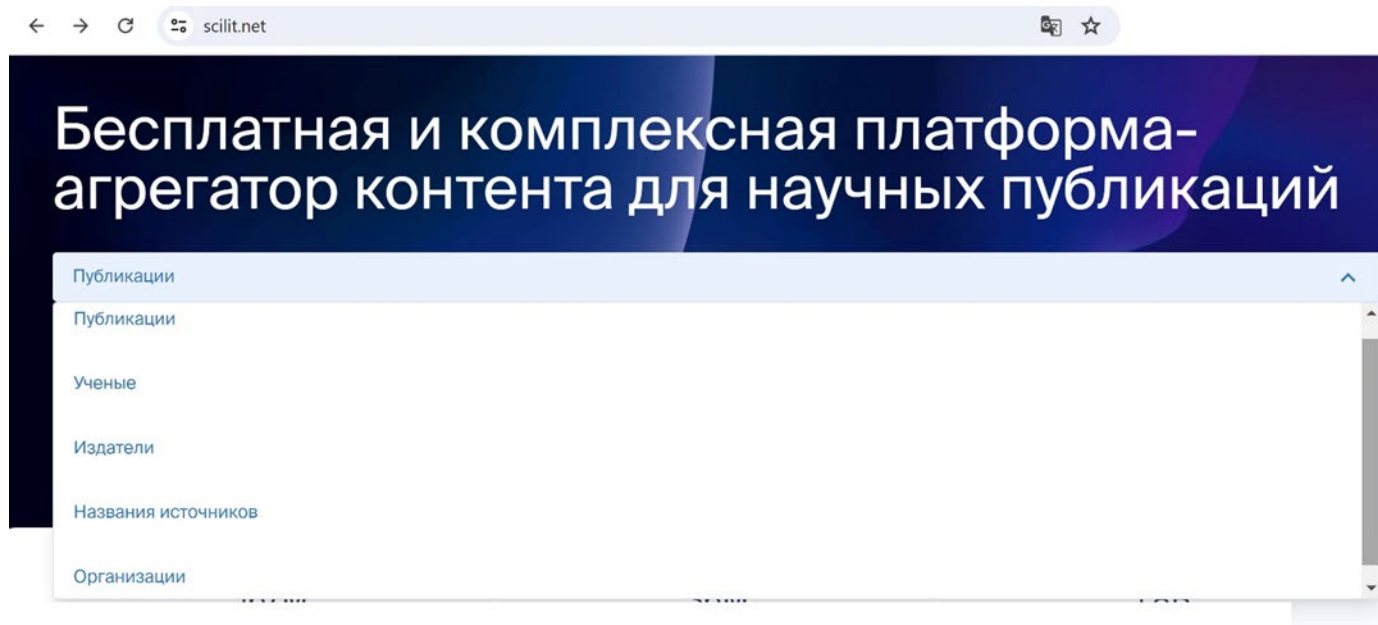 scilit.net
Бесплатная и комплексная платформа-
агрегатор контента для научных публикаций
Публикации
Публикации
Ученые
Издатели
Названия источников
Организации